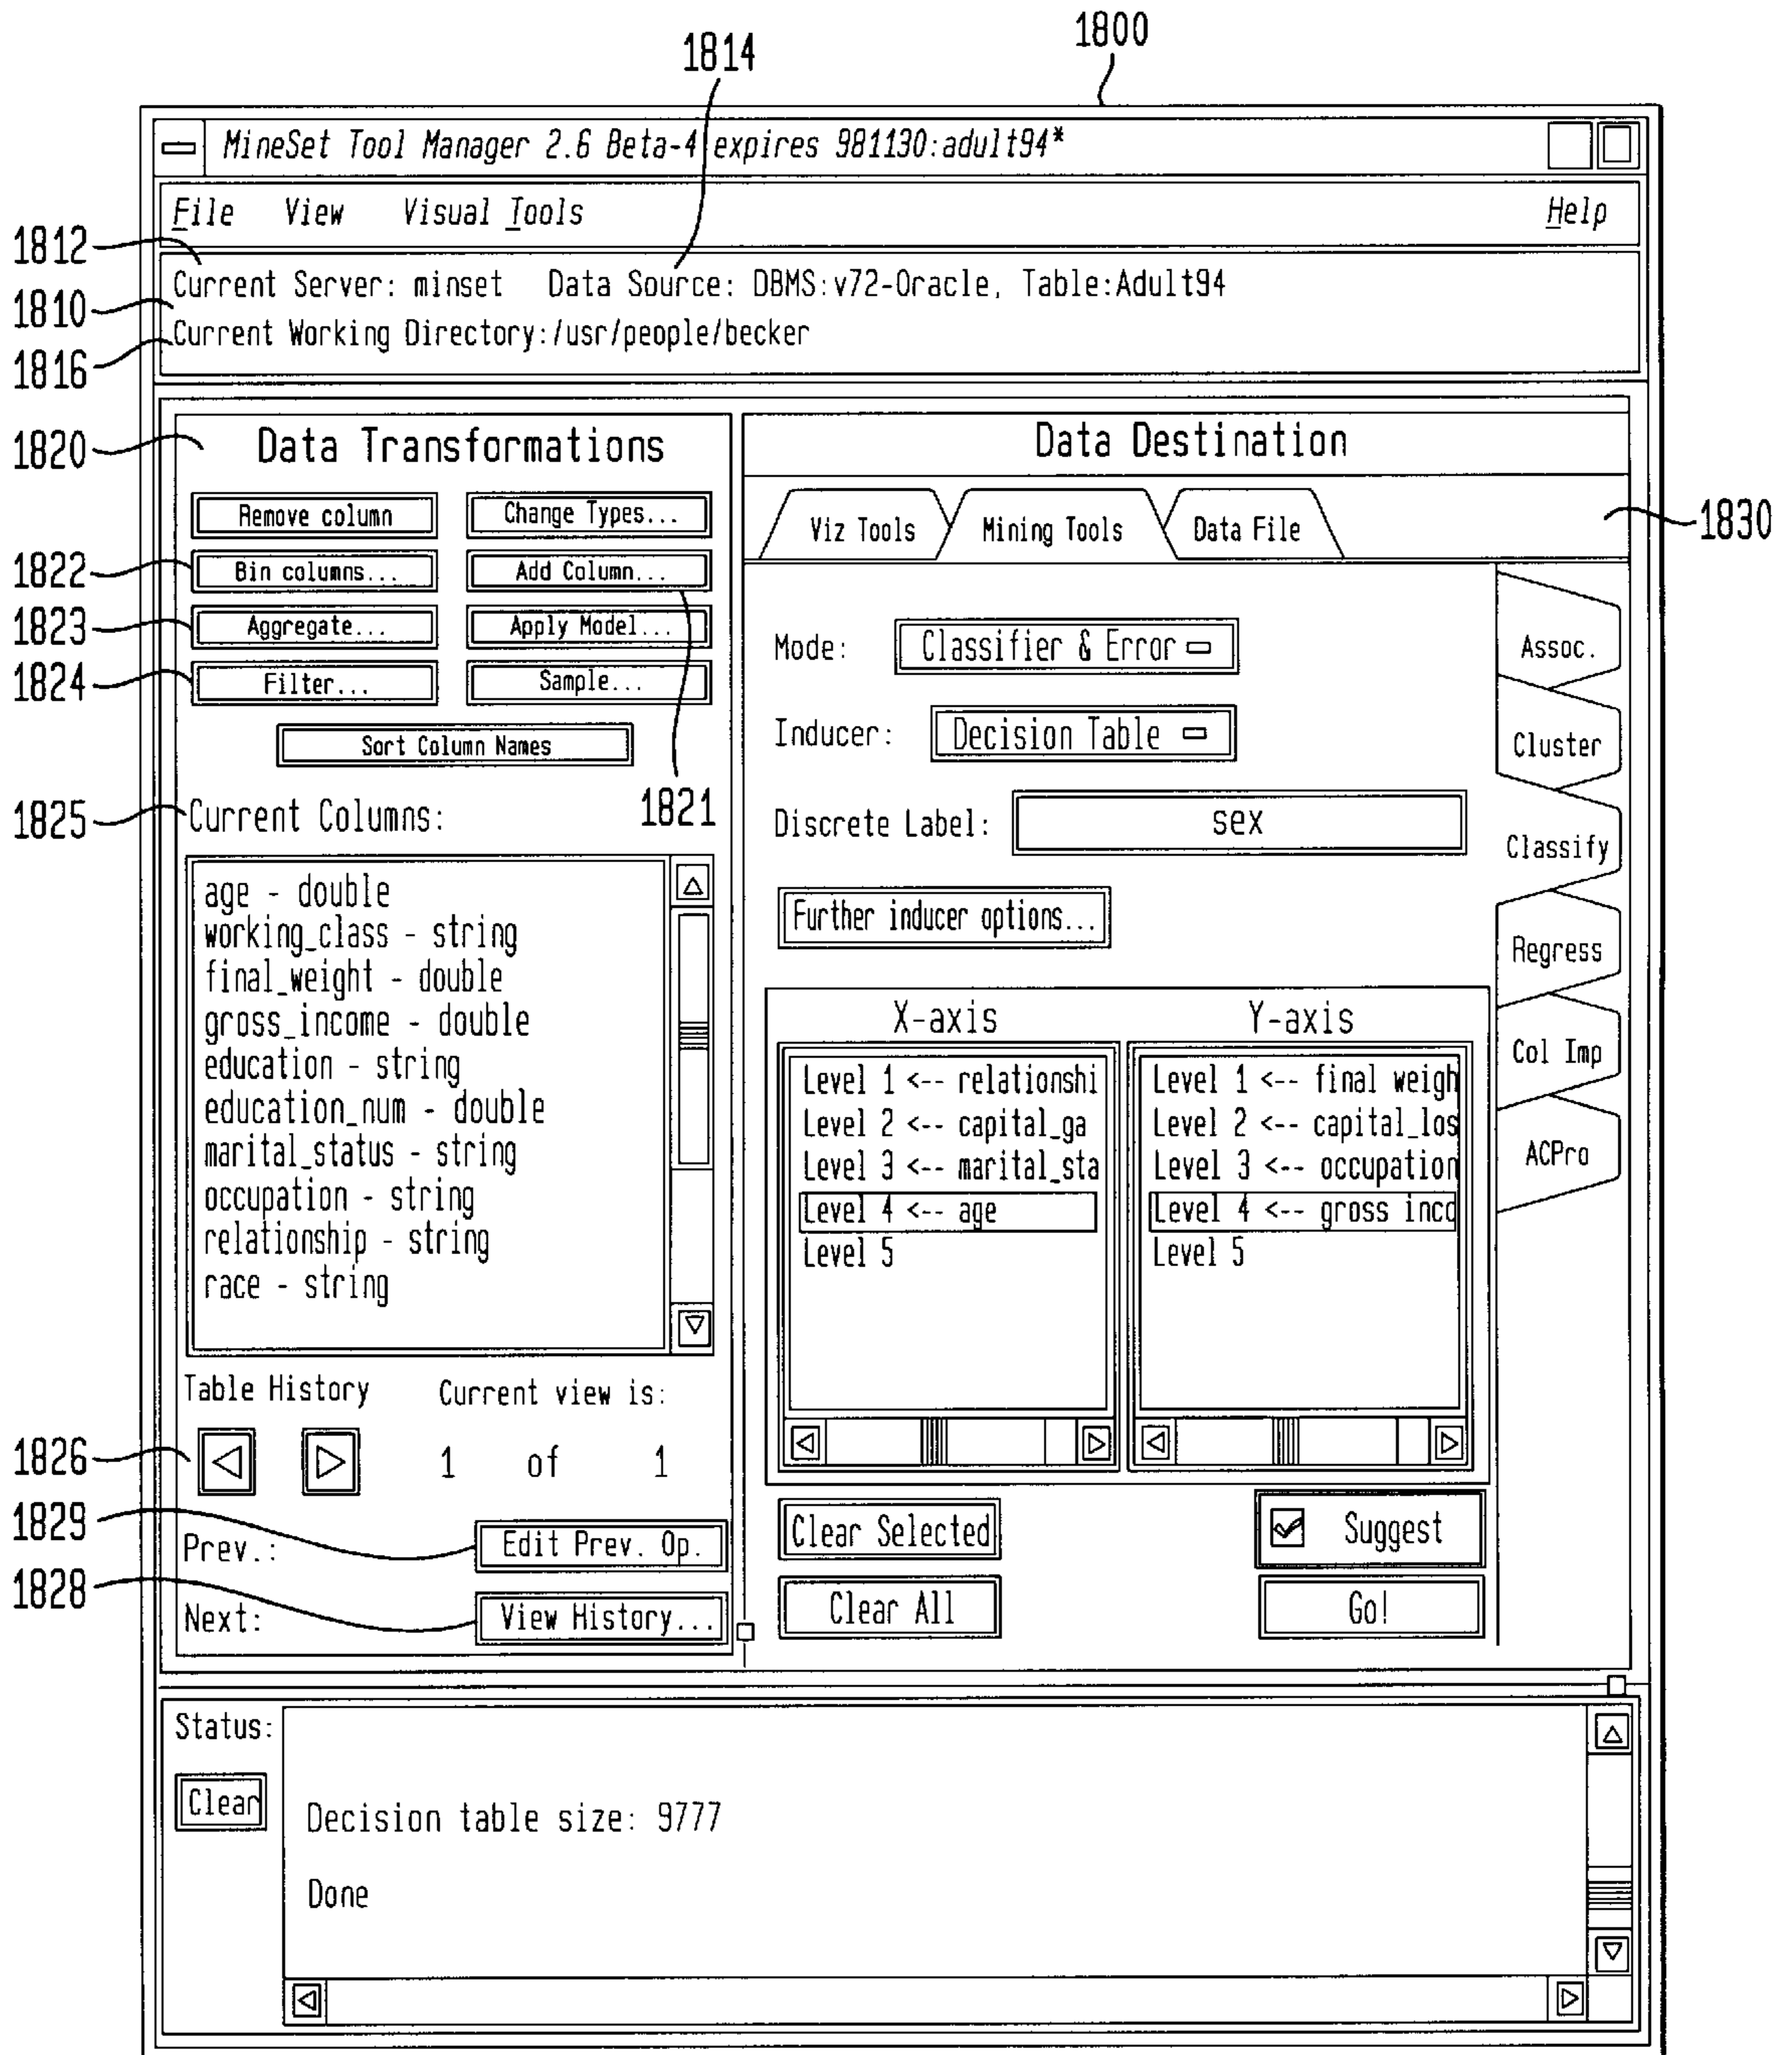 1800
1814
MineSet Tool Manager 2.6 Beta-4 expires 981130:adult94*
File View Visual Tools Help
1812
Current Server: minset Data Source: DBMS:v72-Oracle, Table:Adult94
1810
Current Working Directory:/usr/people/becker
1816
1820
Data Transformations
Remove column Change Types...
1822
Bin columns... Add Column...
1823
Aggregate... Apply Model...
1824
Filter... Sample...
Sort Column Names
1821
1825
Current Columns:
age - double
working_class - string
final_weight - double
gross_income - double
education - string
education_num - double
marital_status - string
occupation - string
relationship - string
race - string
Table History Current view is:
1826
1 of 1
1829
Prev.: Edit Prev. Op.
1828
Next: View History...
Data Destination
1830
Viz Tools Mining Tools Data File
Mode: Classifier & Error
Inducer: Decision Table
Discrete Label: sex
Further inducer options...
Assoc.
Cluster
Classify
Regress
Col Imp
ACPro
X-axis
Level 1 <-- relationshi
Level 2 <-- capital_ga
Level 3 <-- marital_sta
Level 4 <-- age
Level 5
Y-axis
Level 1 <-- final weigh
Level 2 <-- capital_los
Level 3 <-- occupation
Level 4 <-- gross inco
Level 5
Clear Selected Suggest
Clear All Go!
Status:
Clear
Decision table size: 9777
Done